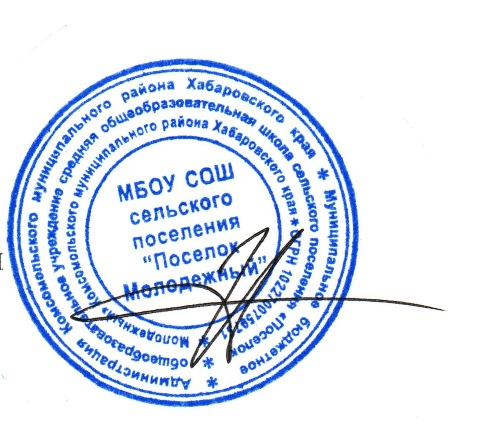 Администрация Комсомольского муниципального района Хабаровского края * Муниципальное бюджетное
общеобразовательное учреждение средняя общеобразовательная школа сельского поселения «Поселок
Молодежный» Комсомольского муниципального района Хабаровского края * ОГРН
МБОУ СОШ
сельского
поселения
"Поселок
Молодежный"